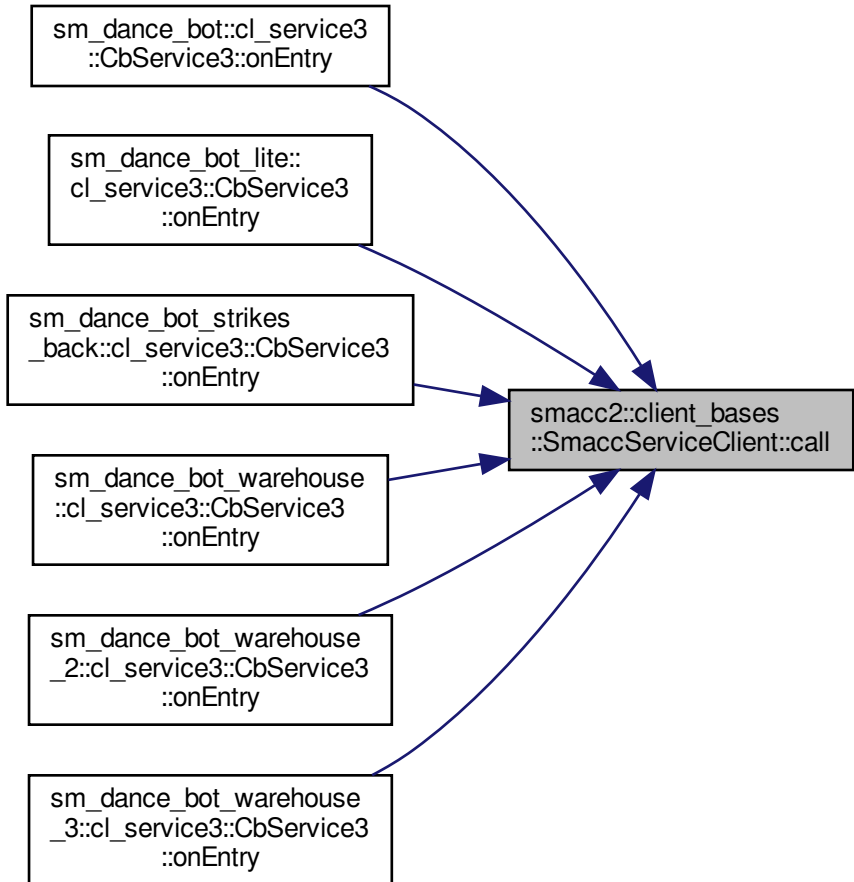 sm_dance_bot::cl_service3
::CbService3::onEntry
sm_dance_bot_lite::
cl_service3::CbService3
::onEntry
sm_dance_bot_strikes
_back::cl_service3::CbService3
::onEntry
smacc2::client_bases
::SmaccServiceClient::call
sm_dance_bot_warehouse
::cl_service3::CbService3
::onEntry
sm_dance_bot_warehouse
_2::cl_service3::CbService3
::onEntry
sm_dance_bot_warehouse
_3::cl_service3::CbService3
::onEntry